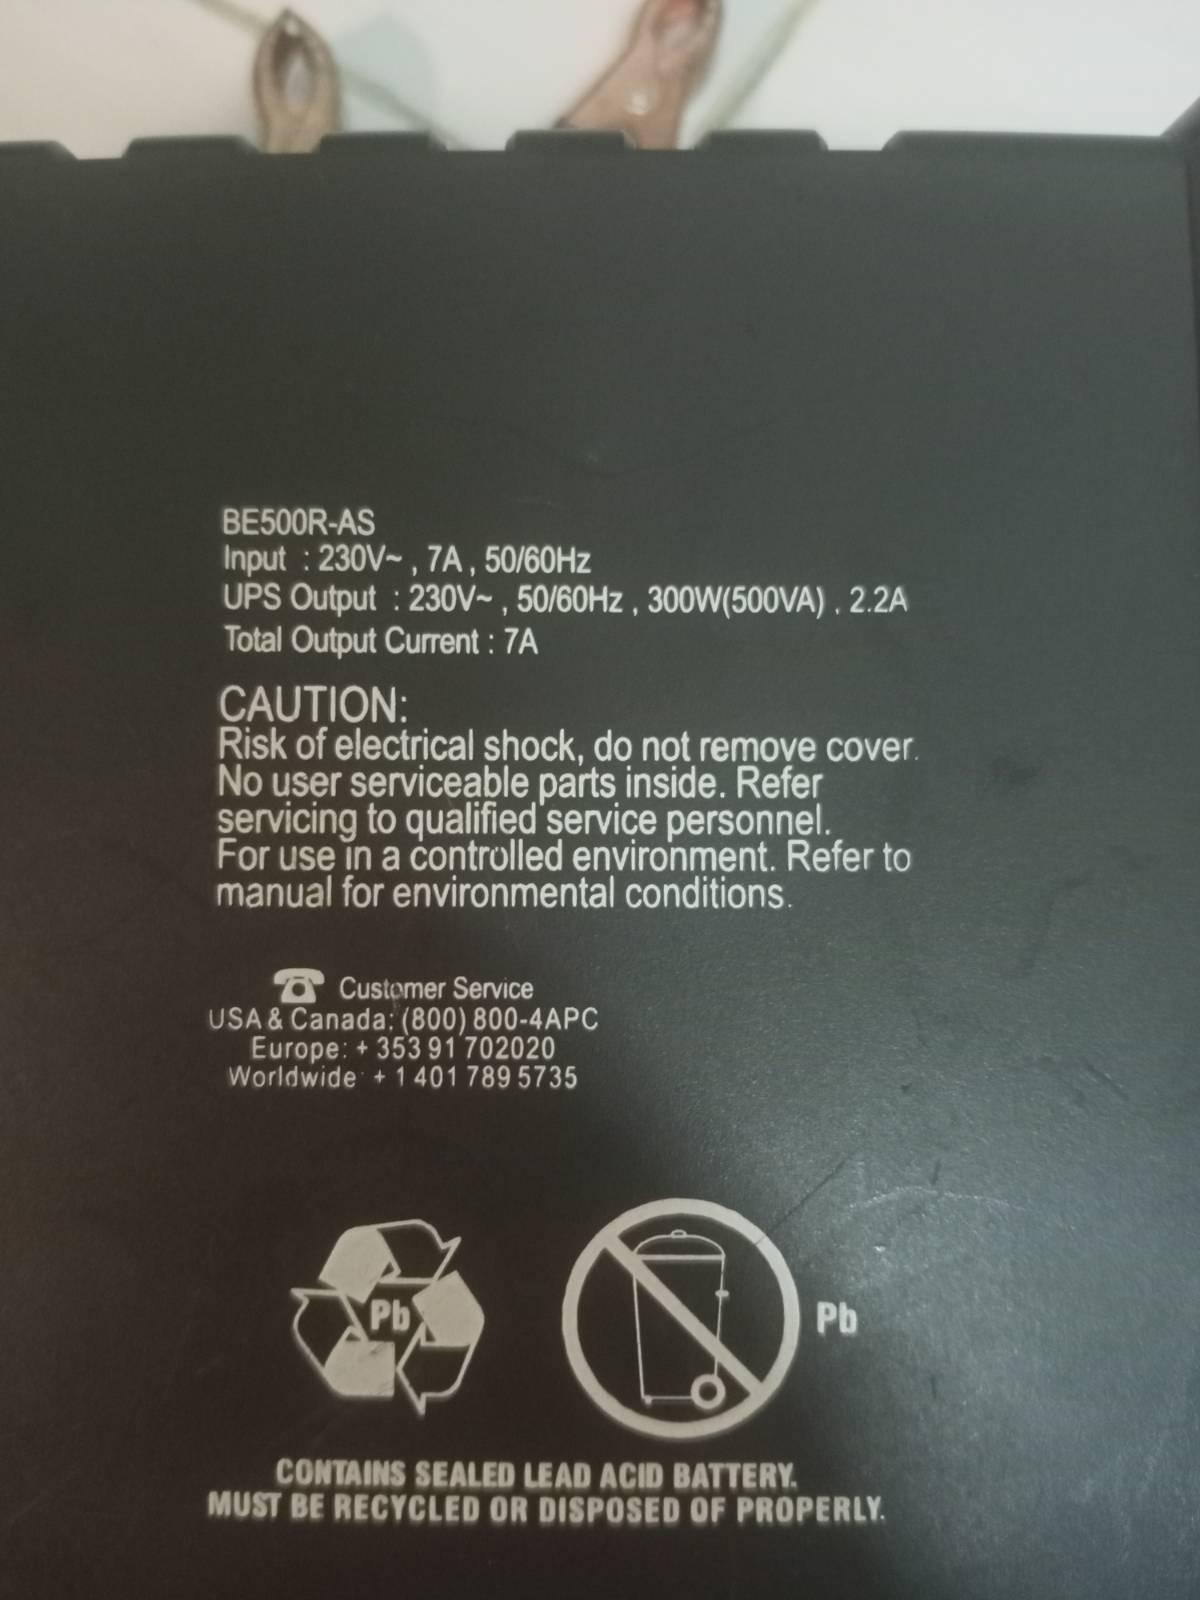 BE500R-AS
Input : 230V~ , 7A , 50/60Hz
UPS Output : 230V~ , 50/60Hz , 300W(500VA) , 2.2A
Total Output Current : 7A
CAUTION:
Risk of electrical shock, do not remove cover.
No user serviceable parts inside. Refer
servicing to qualified service personnel.
For use in a controlled environment. Refer to
manual for environmental conditions.
Customer Service
USA & Canada: (800) 800-4APC
Europe: + 353 91 702020
Worldwide: + 1 401 789 5735
Pb
Pb
CONTAINS SEALED LEAD ACID BATTERY.
MUST BE RECYCLED OR DISPOSED OF PROPERLY.